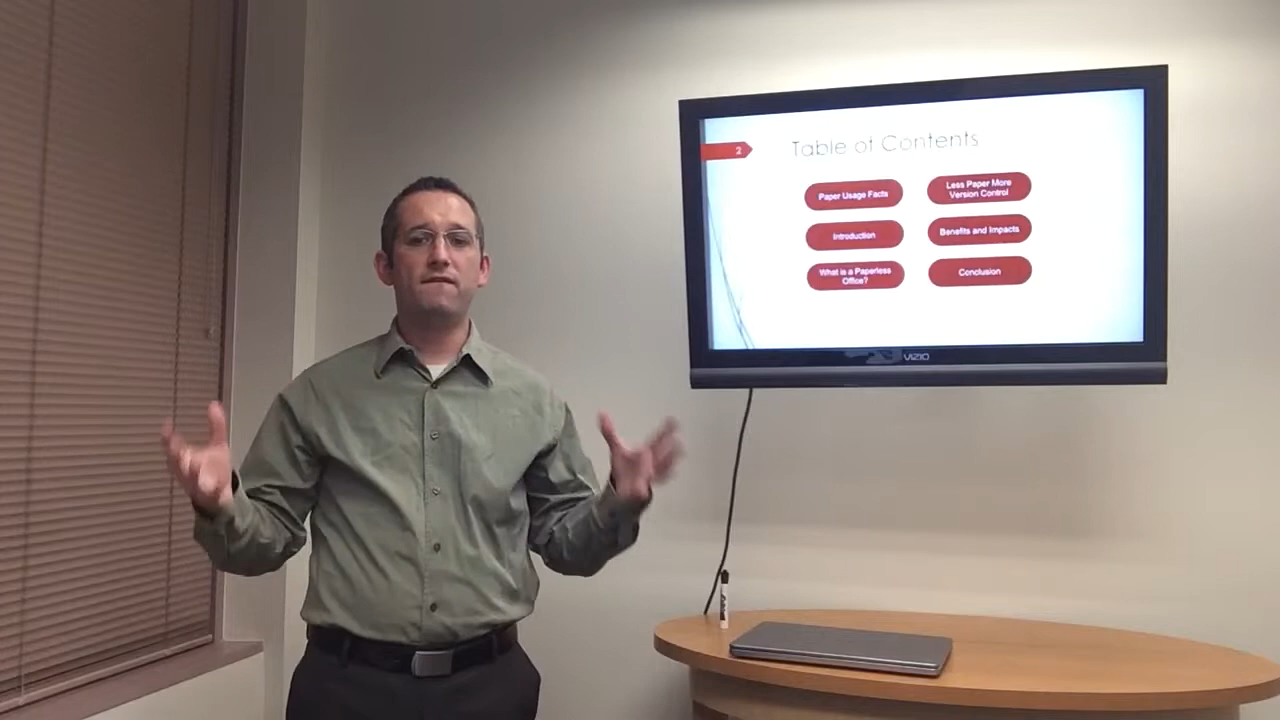 2
Table of Contents
Paper Usage Facts
Less Paper More
Version Control
Introduction
Benefits and Impacts
What is a Paperless
Office?
Conclusion
VIZIO